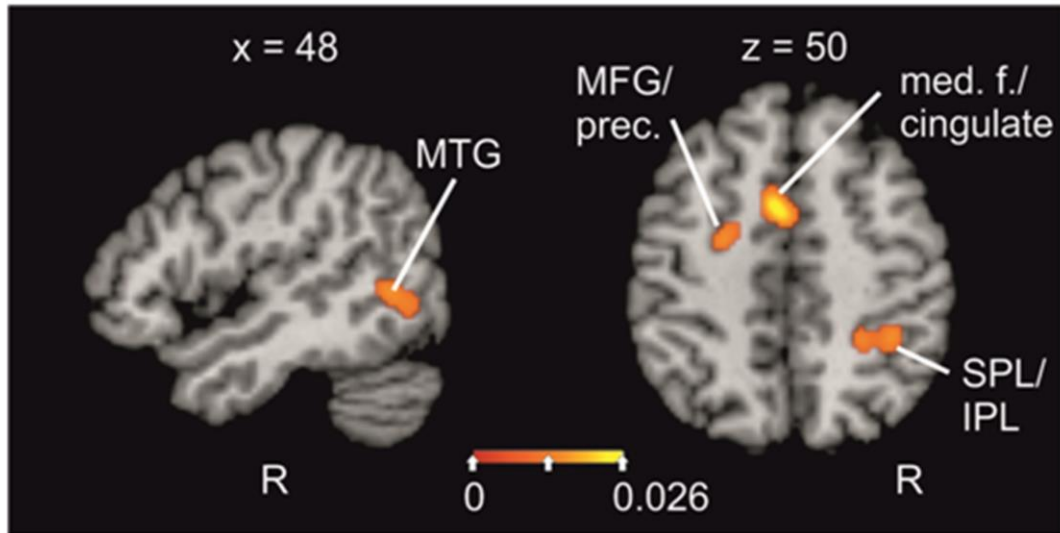 x = 48
MTG
R
z = 50
MFG/
prec.
med. f./
cingulate
SPL/
IPL
R
0
0.026